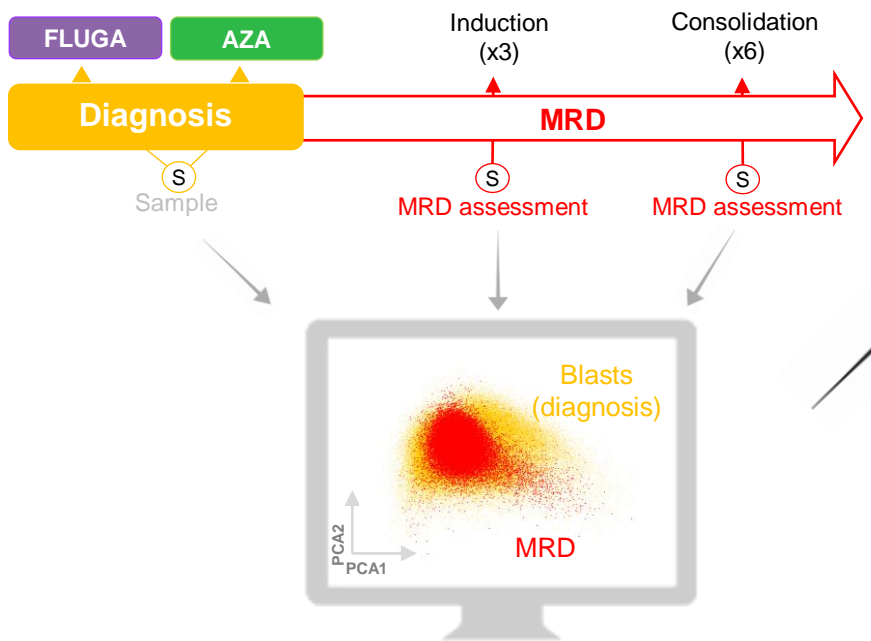 FLUGA
AZA
Induction
(x3)
Consolidation
(x6)
Diagnosis
MRD
S
S
S
Sample
MRD assessment
MRD assessment
Blasts
(diagnosis)
MRD
PCA2
PCA1